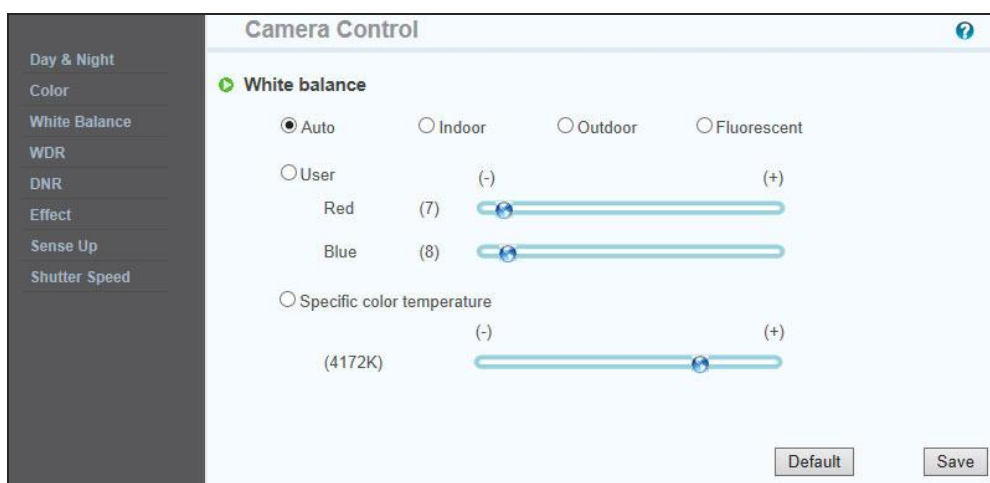 Camera Control
?
Day & Night
Color
White Balance
WDR
DNR
Effect
Sense Up
Shutter Speed
White balance
Auto Indoor Outdoor Fluorescent
User (-) (+)
Red (7)
Blue (8)
Specific color temperature
(-) (+)
(4172K)
Default Save